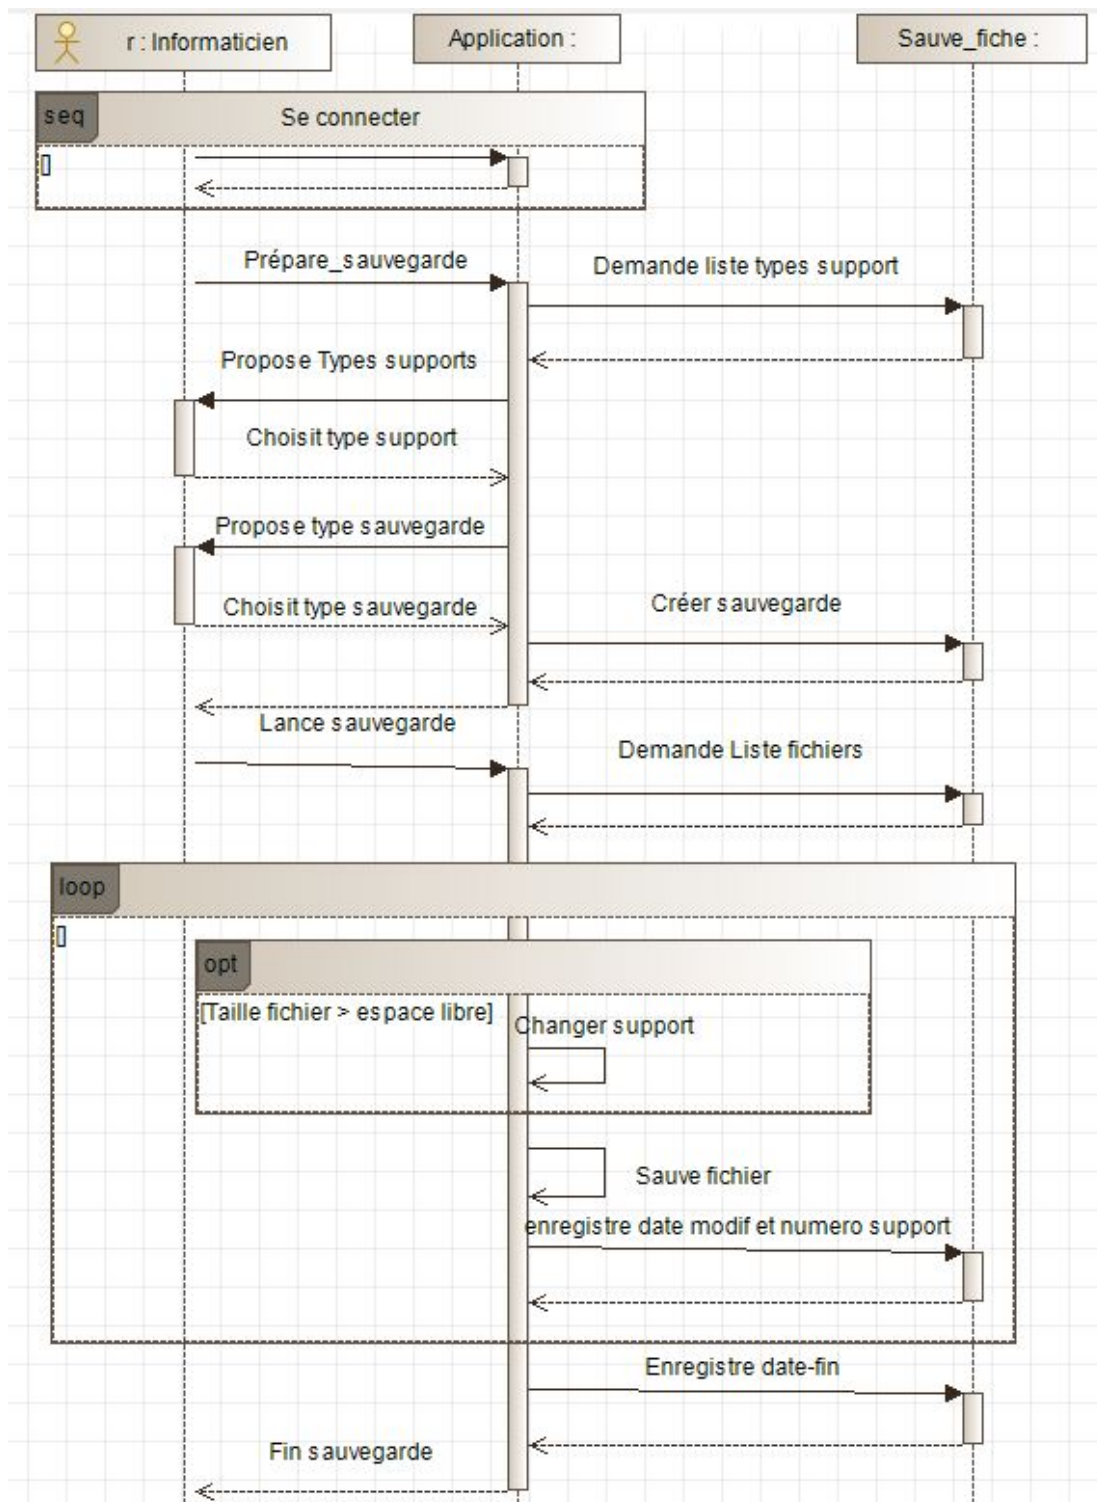 r : Informaticien
Application :
Sauve_fiche :
seq
Se connecter
[]
Prépare_sauvegarde
Demande liste types support
Propose Types supports
Choisit type support
Propose type sauvegarde
Choisit type sauvegarde
Créer sauvegarde
Lance sauvegarde
Demande Liste fichiers
loop
[]
opt
[Taille fichier > espace libre]
Changer support
Sauve fichier
enregistre date modif et numero support
Enregistre date-fin
Fin sauvegarde